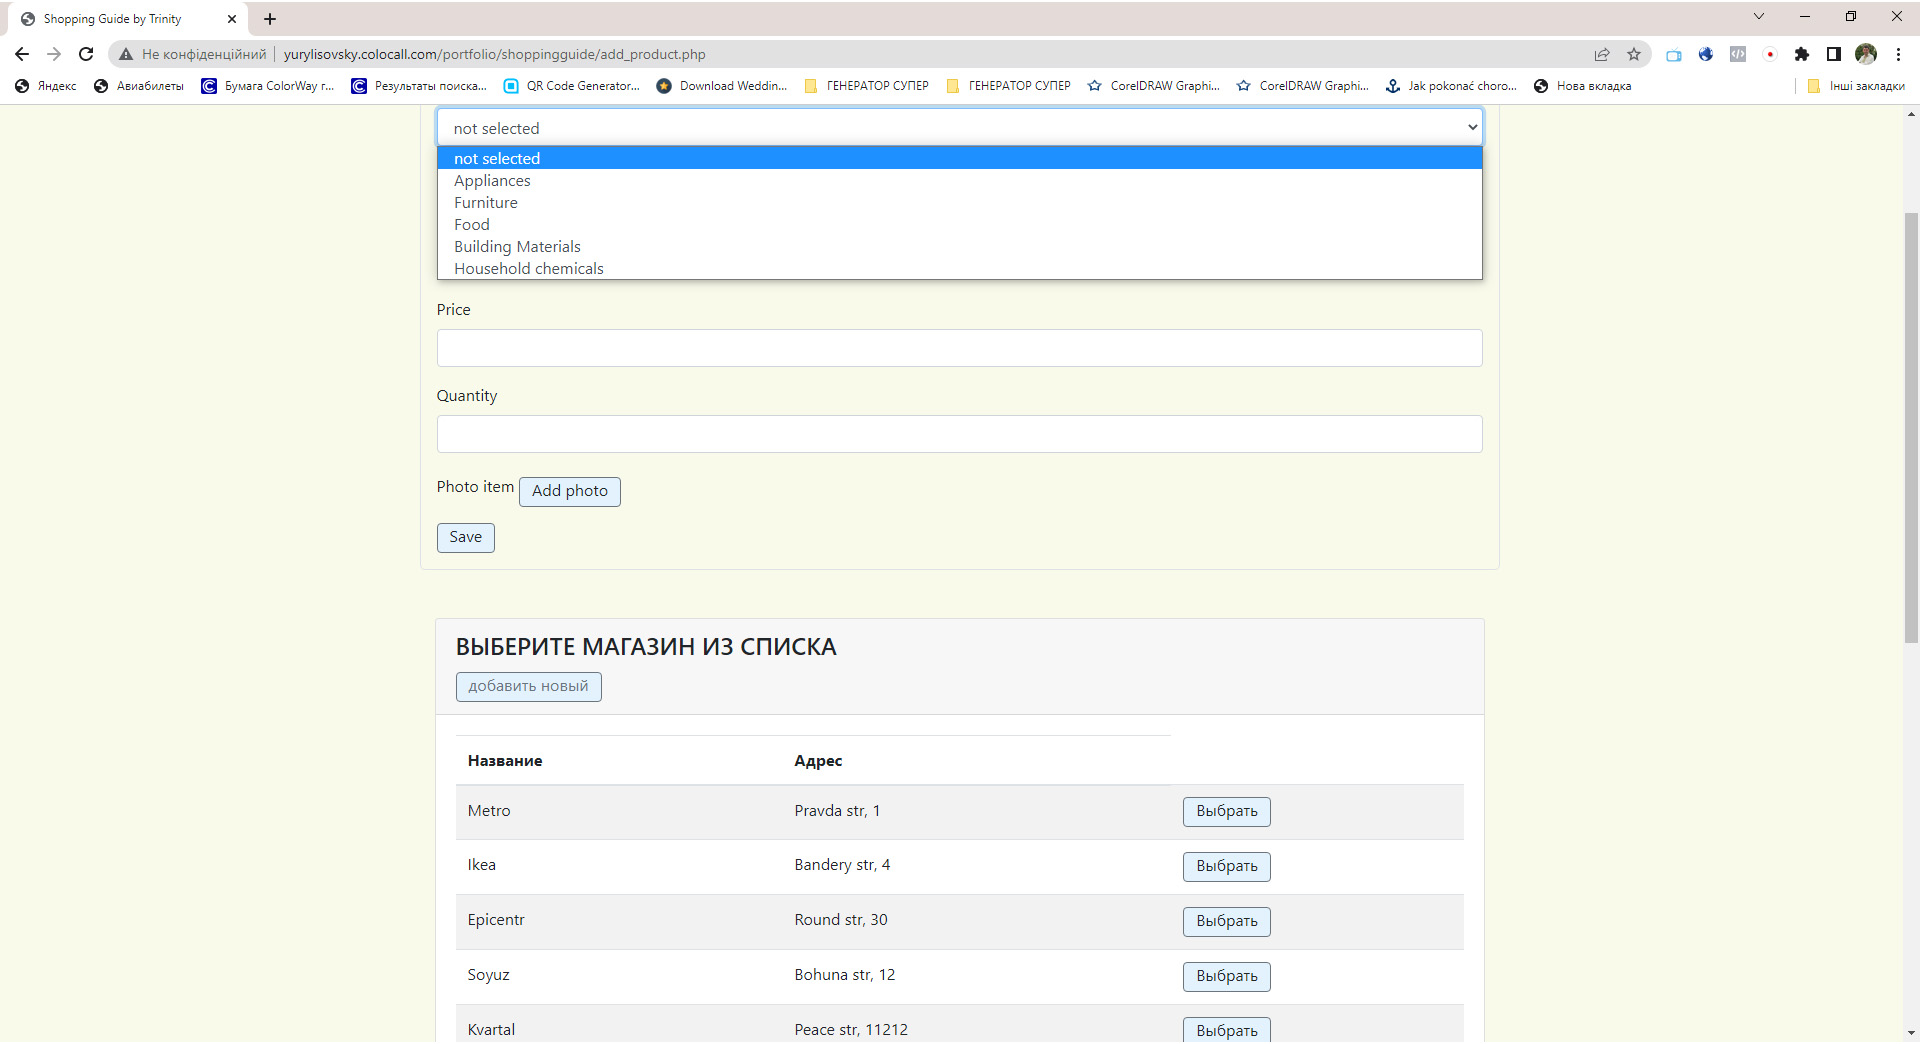 Shopping Guide by Trinity
Не конфіденційний
yurylisovsky.colocall.com/portfolio/shoppingguide/add_product.php
Яндекс
Авиабилеты
Бумага ColorWay г...
Результаты поиска...
QR Code Generator...
Download Weddin...
ГЕНЕРАТОР СУПЕР
ГЕНЕРАТОР СУПЕР
CorelDRAW Graphi...
CorelDRAW Graphi...
Jak pokonać choro...
Нова вкладка
Інші закладки
not selected
not selected
Appliances
Furniture
Food
Building Materials
Household chemicals
Price
Quantity
Photo item Add photo
Save
ВЫБЕРИТЕ МАГАЗИН ИЗ СПИСКА
добавить новый
Название Адрес
Metro Pravda str, 1 Выбрать
Ikea Bandery str, 4 Выбрать
Epicentr Round str, 30 Выбрать
Soyuz Bohuna str, 12 Выбрать
Kvartal Peace str, 11212 Выбрать